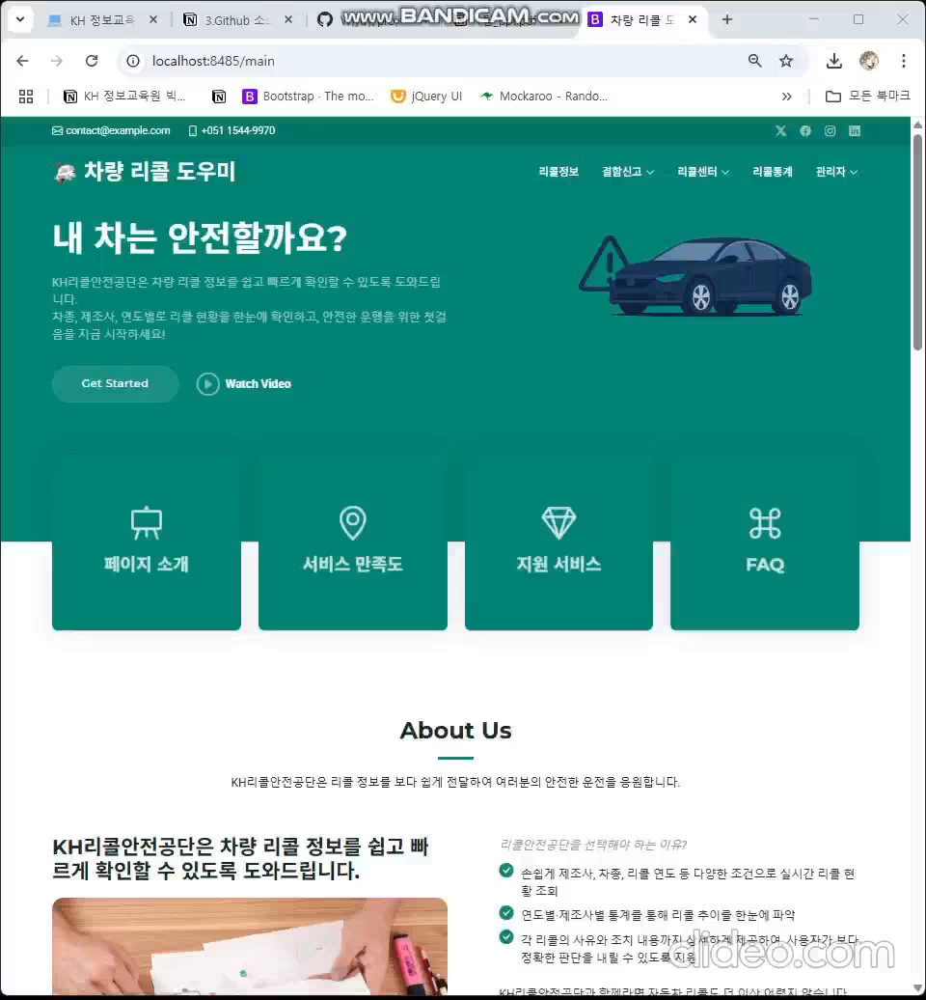 KH 정보교육
3.Github 소스
www.BANDICAM.com
차량 리콜 도
localhost:8485/main
KH 정보교육원 빅...
Bootstrap · The mo...
jQuery UI
Mockaroo - Rando...
모든 북마크
contact@example.com
+051 1544-9970
차량 리콜 도우미
리콜정보
결함신고
리콜센터
리콜통계
관리자
내 차는 안전할까요?
KH리콜안전공단은 차량 리콜 정보를 쉽고 빠르게 확인할 수 있도록 도와드립
니다.
차종, 제조사, 연도별로 리콜 현황을 한눈에 확인하고, 안전한 운행을 위한 첫걸
음을 지금 시작하세요!
Get Started
Watch Video
페이지 소개
서비스 만족도
지원 서비스
FAQ
About Us
KH리콜안전공단은 리콜 정보를 보다 쉽게 전달하여 여러분의 안전한 운전을 응원합니다.
KH리콜안전공단은 차량 리콜 정보를 쉽고 빠
르게 확인할 수 있도록 도와드립니다.
리콜안전공단을 선택해야 하는 이유?
손쉽게 제조사, 차종, 리콜 연도 등 다양한 조건으로 실시간 리콜 현
황 조회
연도별·제조사별 통계를 통해 리콜 추이를 한눈에 파악
각 리콜의 사유와 조치 내용까지 상세하게 제공하여, 사용자가 보다
정확한 판단을 내릴 수 있도록 지원
clideo.com
KH리콜안전공단과 함께라면 자동차 리콜도 더 이상 어렵지 않습니다